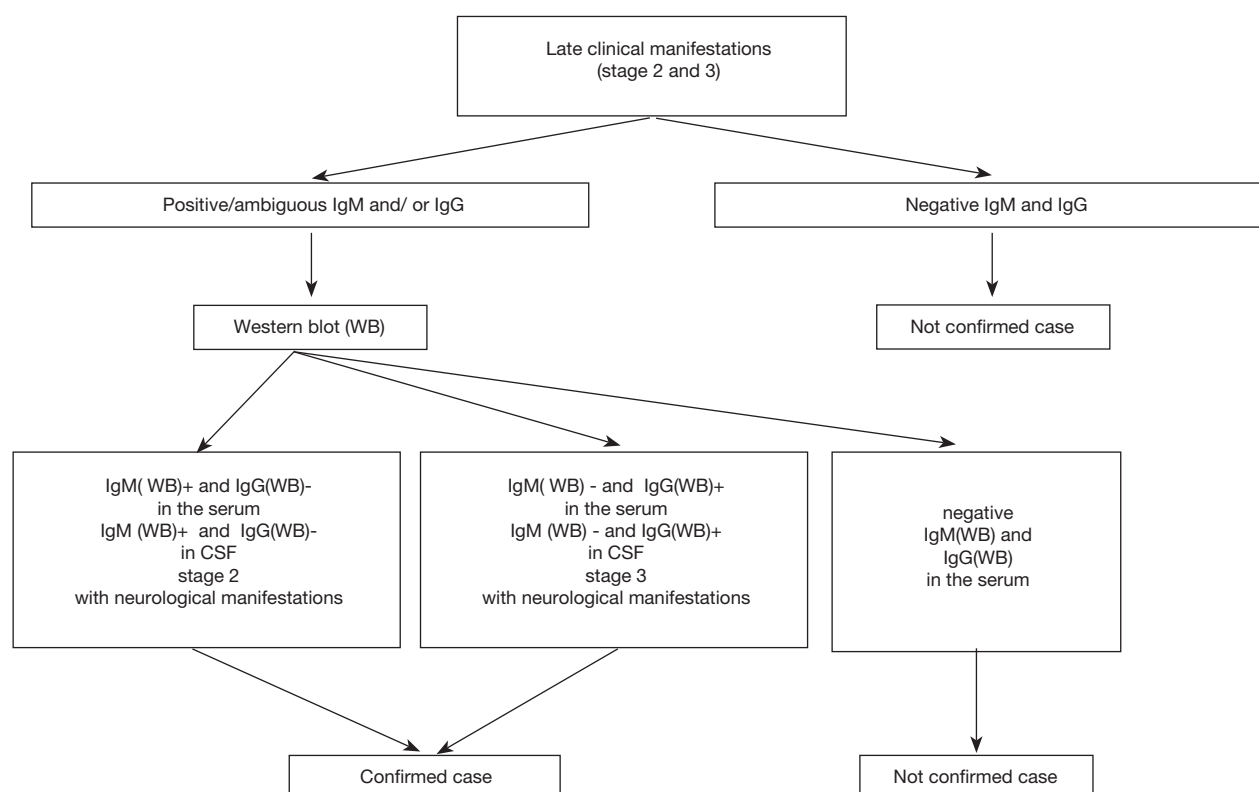 Late clinical manifestations
(stage 2 and 3)
Positive/ambiguous IgM and/ or IgG
Negative IgM and IgG
Western blot (WB)
Not confirmed case
IgM( WB)+ and IgG(WB)-
in the serum
IgM (WB)+ and IgG(WB)-
in CSF
stage 2
with neurological manifestations
IgM( WB) - and IgG(WB)+
in the serum
IgM (WB) - and IgG(WB)+
in CSF
stage 3
with neurological manifestations
negative
IgM(WB) and
IgG(WB)
in the serum
Confirmed case
Not confirmed case